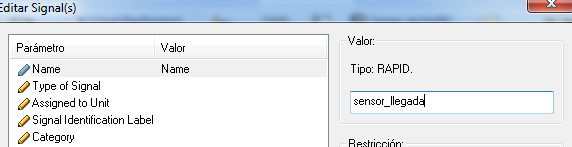 Editar Signal(s)
Parámetro Valor
Name Name
Type of Signal
Assigned to Unit
Signal Identification Label
Category
Valor:
Tipo: RAPID.
sensor_llegada
Restricción: